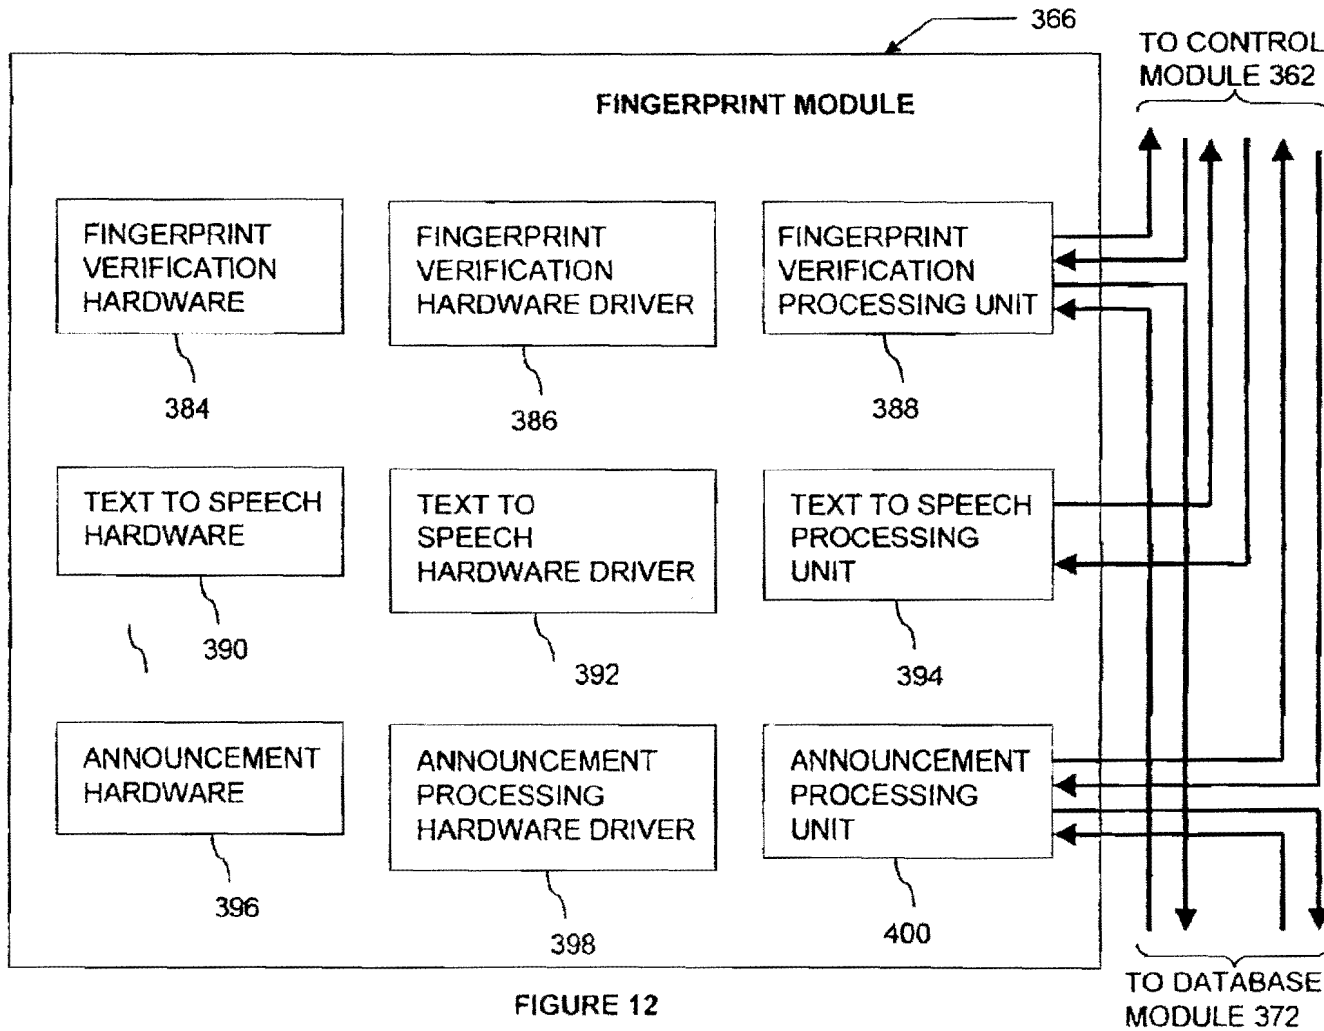 366
TO CONTROL
MODULE 362
FINGERPRINT MODULE
FINGERPRINT
VERIFICATION
HARDWARE
384
FINGERPRINT
VERIFICATION
HARDWARE DRIVER
386
FINGERPRINT
VERIFICATION
PROCESSING UNIT
388
TEXT TO SPEECH
HARDWARE
390
TEXT TO
SPEECH
HARDWARE DRIVER
392
TEXT TO SPEECH
PROCESSING
UNIT
394
ANNOUNCEMENT
HARDWARE
396
ANNOUNCEMENT
PROCESSING
HARDWARE DRIVER
398
ANNOUNCEMENT
PROCESSING
UNIT
400
TO DATABASE
MODULE 372
FIGURE 12